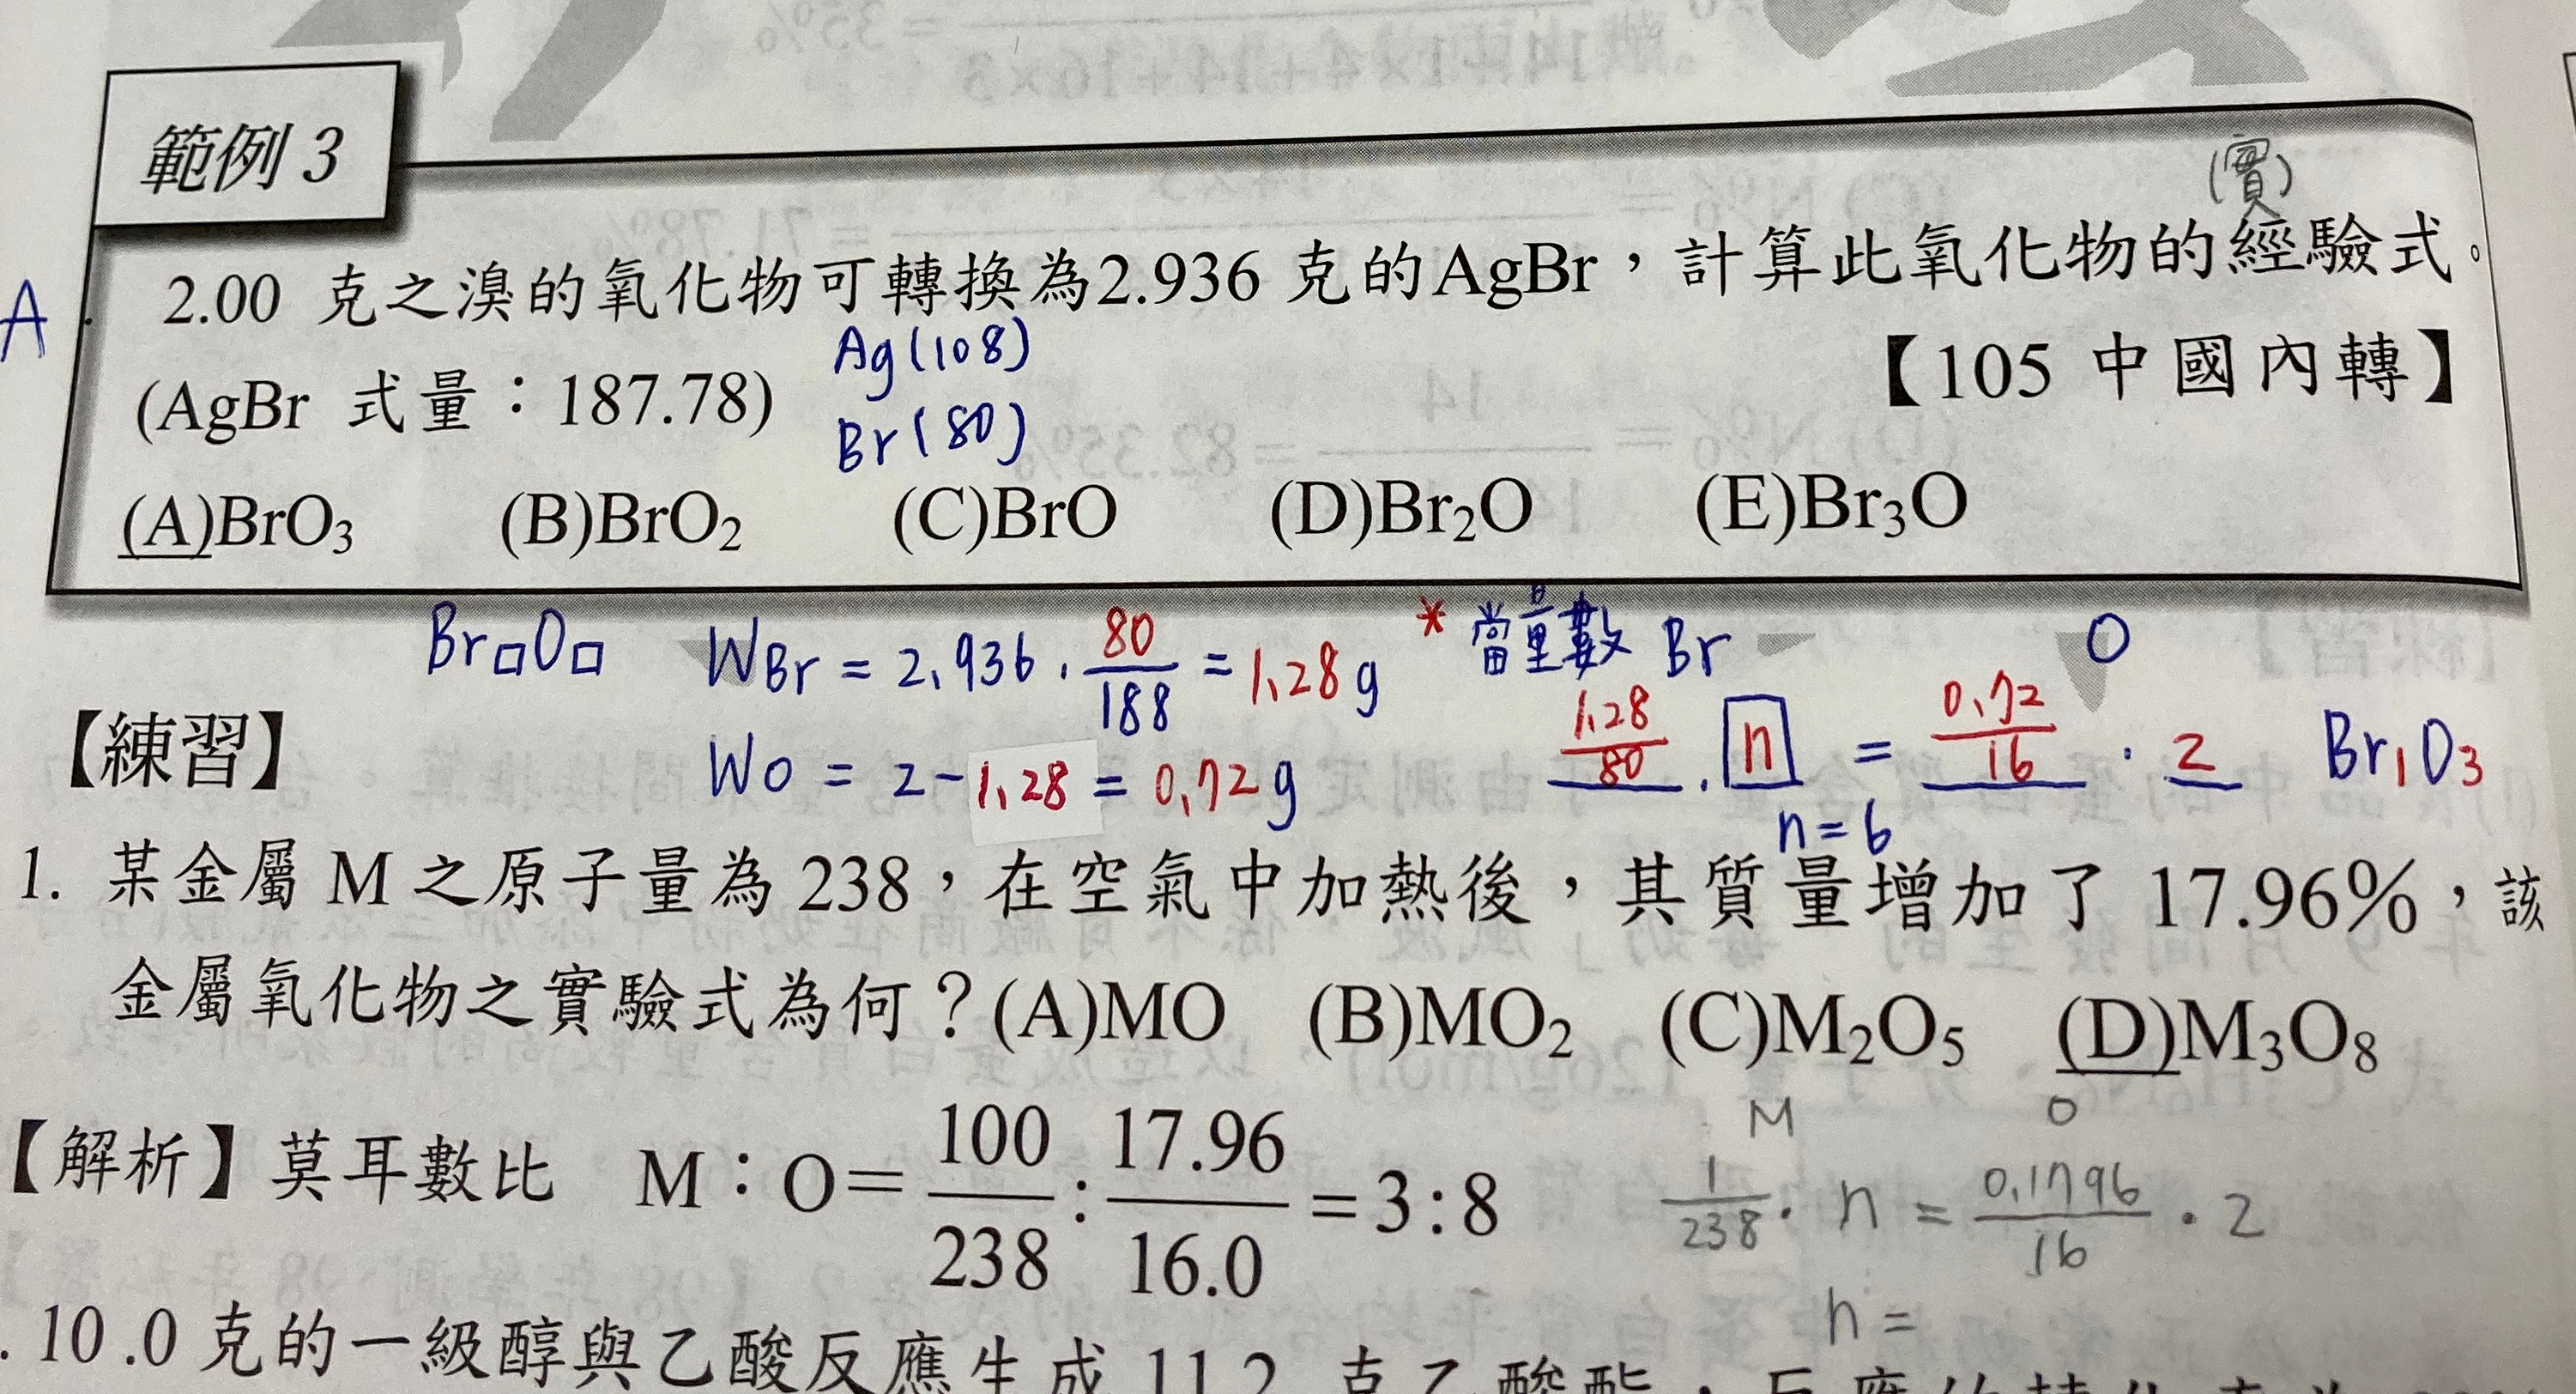 範例 3
(實)
2.00 克之溴的氧化物可轉換為2.936 克的AgBr，計算此氧化物的經驗式。
A
Ag(108)
(AgBr 式量：187.78)
【105 中國內轉】
Br(80)
(A)BrO₃ (B)BrO₂ (C)BrO (D)Br₂O (E)Br₃O
Br□O□ WBr = 2.936 · 80/188 = 1.28g * 當量數 Br O
【練習】 WO = 2-1.28 = 0.72g 1.28/80 · n = 0.72/16 · 2 Br₁O₃
n=6
1. 某金屬 M 之原子量為 238，在空氣中加熱後，其質量增加了 17.96%，該
金屬氧化物之實驗式為何？(A)MO (B)MO₂ (C)M₂O₅ (D)M₃O₈
M O
【解析】莫耳數比 M：O＝100/238 : 17.96/16.0 = 3 : 8
1/238 · n = 0.1796/16 · 2
n =
. 10 .0 克的一級醇與乙酸反應生成 11.2 克乙酸酯，反應的轉化率為